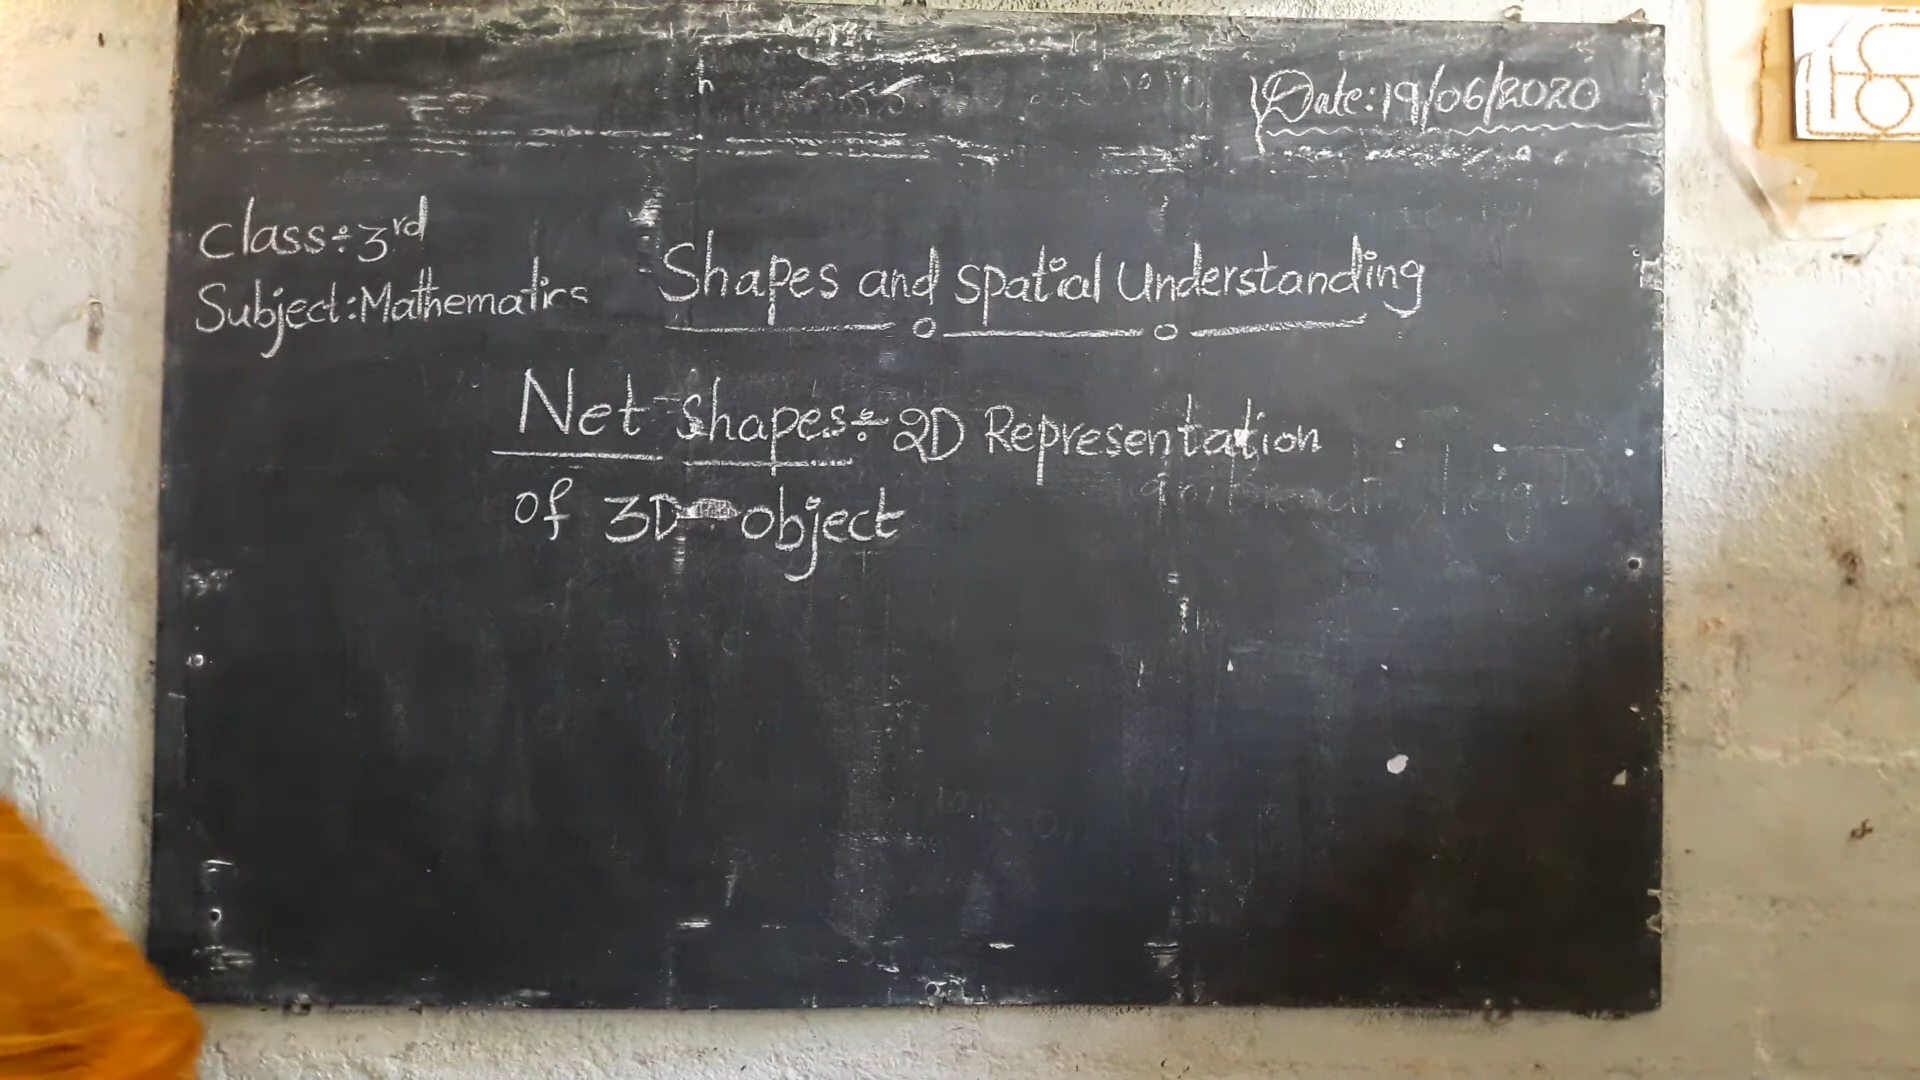 Date:19/06/2020
Class÷3rd
Subject:Mathematics
Shapes and spatial Understanding
Net shapes÷2D Representation
of 3D object